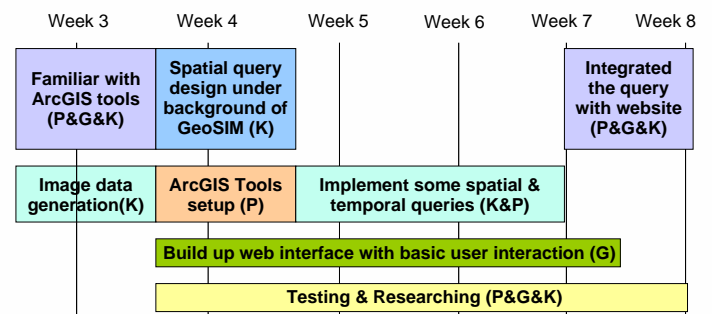 Week 3 Week 4 Week 5 Week 6 Week 7 Week 8
Familiar with
ArcGIS tools
(P&G&K)
Spatial query
design under
background of
GeoSIM (K)
Integrated
the query
with website
(P&G&K)
Image data
generation(K)
ArcGIS Tools
setup (P)
Implement some spatial &
temporal queries (K&P)
Build up web interface with basic user interaction (G)
Testing & Researching (P&G&K)